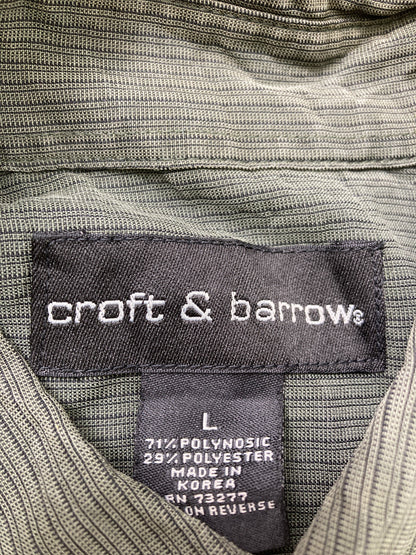 croft & barrow®
L
71% POLYNOSIC
29% POLYESTER
MADE IN
KOREA
RN 73277
ON REVERSE